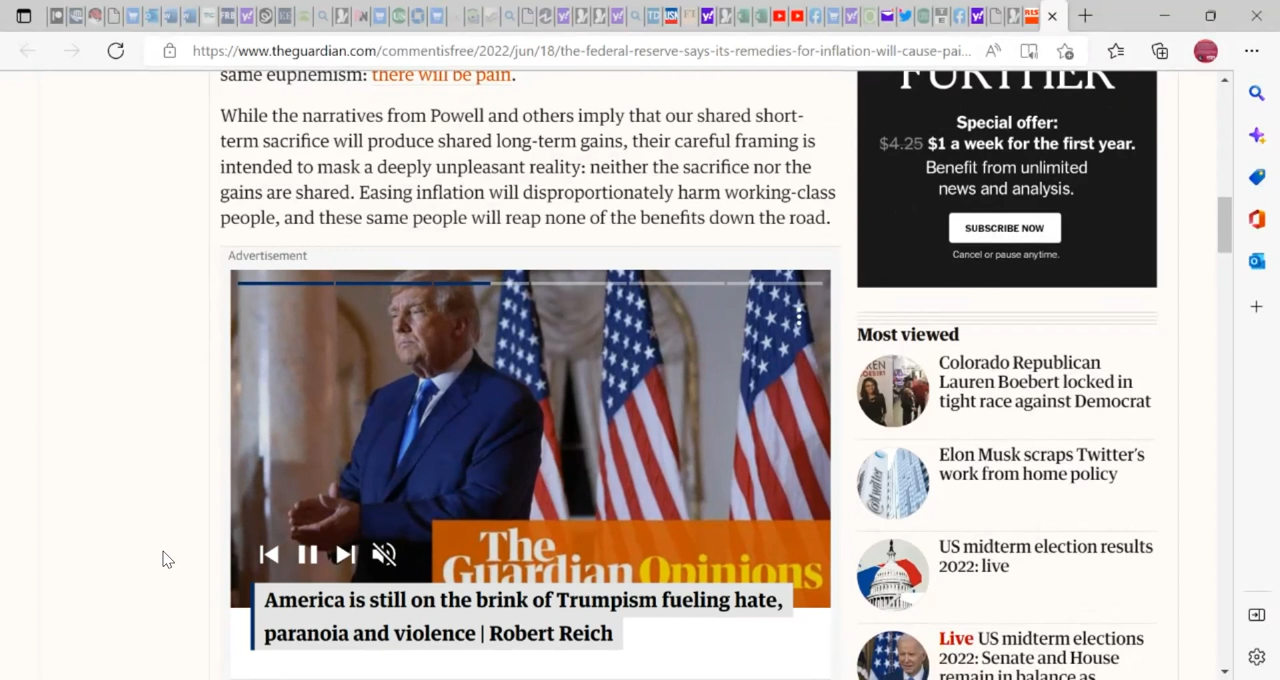 https://www.theguardian.com/commentisfree/2022/jun/18/the-federal-reserve-says-its-remedies-for-inflation-will-cause-pai...
same euphemism: there will be pain.
While the narratives from Powell and others imply that our shared short-
term sacrifice will produce shared long-term gains, their careful framing is
intended to mask a deeply unpleasant reality: neither the sacrifice nor the
gains are shared. Easing inflation will disproportionately harm working-class
people, and these same people will reap none of the benefits down the road.
Advertisement
The
Guardian Opinions
America is still on the brink of Trumpism fueling hate,
paranoia and violence | Robert Reich
FURTHER
Special offer:
$4.25 $1 a week for the first year.
Benefit from unlimited
news and analysis.
SUBSCRIBE NOW
Cancel or pause anytime.
Most viewed
Colorado Republican
Lauren Boebert locked in
tight race against Democrat
Elon Musk scraps Twitter's
work from home policy
US midterm election results
2022: live
Live US midterm elections
2022: Senate and House
remain in balance as